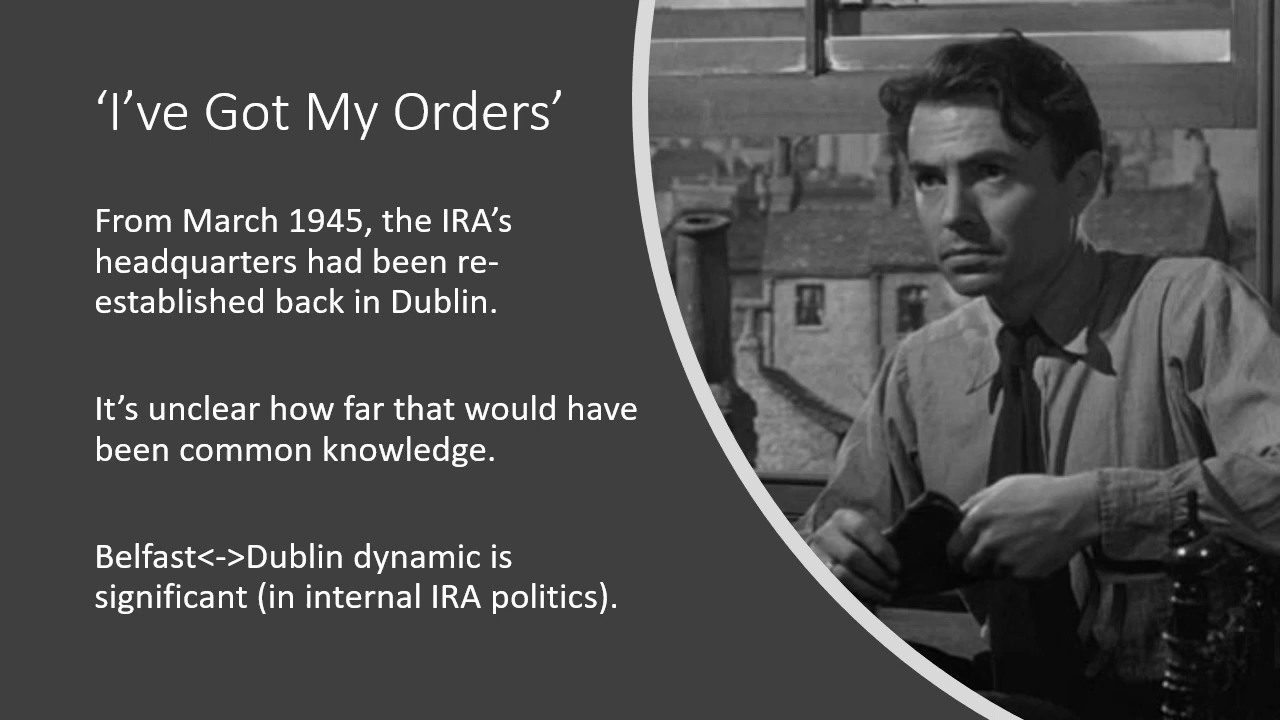 ‘I’ve Got My Orders’
From March 1945, the IRA’s
headquarters had been re-
established back in Dublin.
It’s unclear how far that would have
been common knowledge.
Belfast<->Dublin dynamic is
significant (in internal IRA politics).